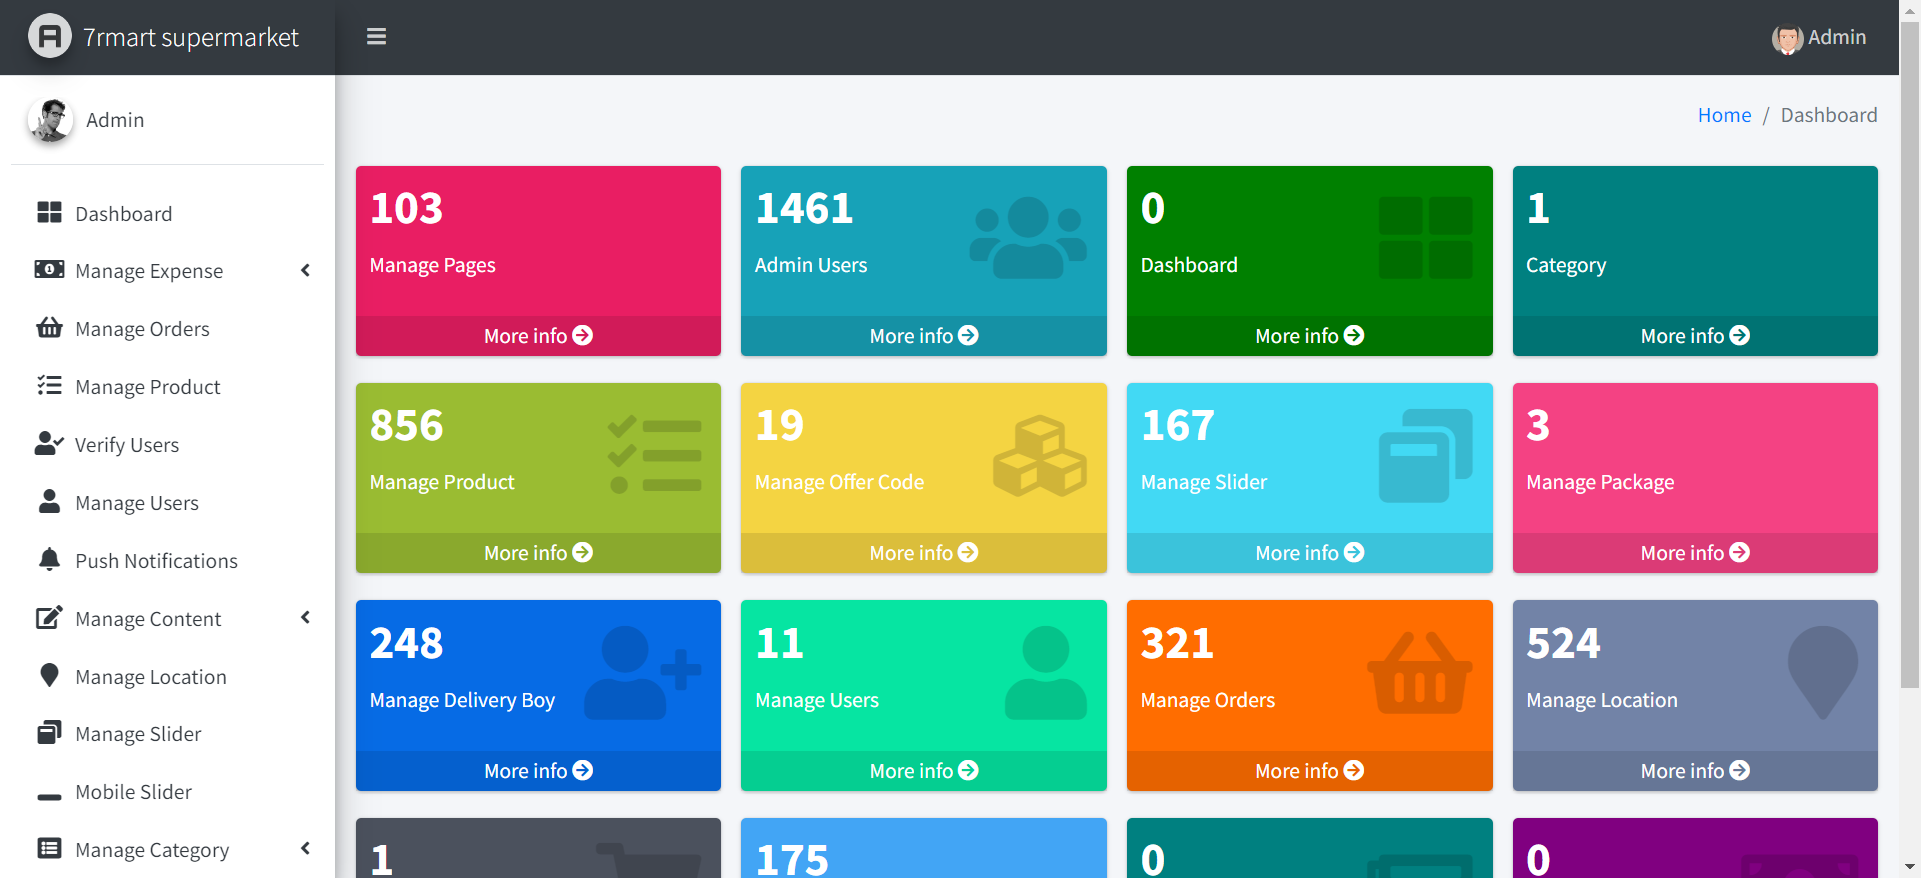 7rmart supermarket
Admin
Admin
Home / Dashboard
Dashboard
Manage Expense
Manage Orders
Manage Product
Verify Users
Manage Users
Push Notifications
Manage Content
Manage Location
Manage Slider
Mobile Slider
Manage Category
103
Manage Pages
More info
1461
Admin Users
More info
0
Dashboard
More info
1
Category
More info
856
Manage Product
More info
19
Manage Offer Code
More info
167
Manage Slider
More info
3
Manage Package
More info
248
Manage Delivery Boy
More info
11
Manage Users
More info
321
Manage Orders
More info
524
Manage Location
More info
1
175
0
0